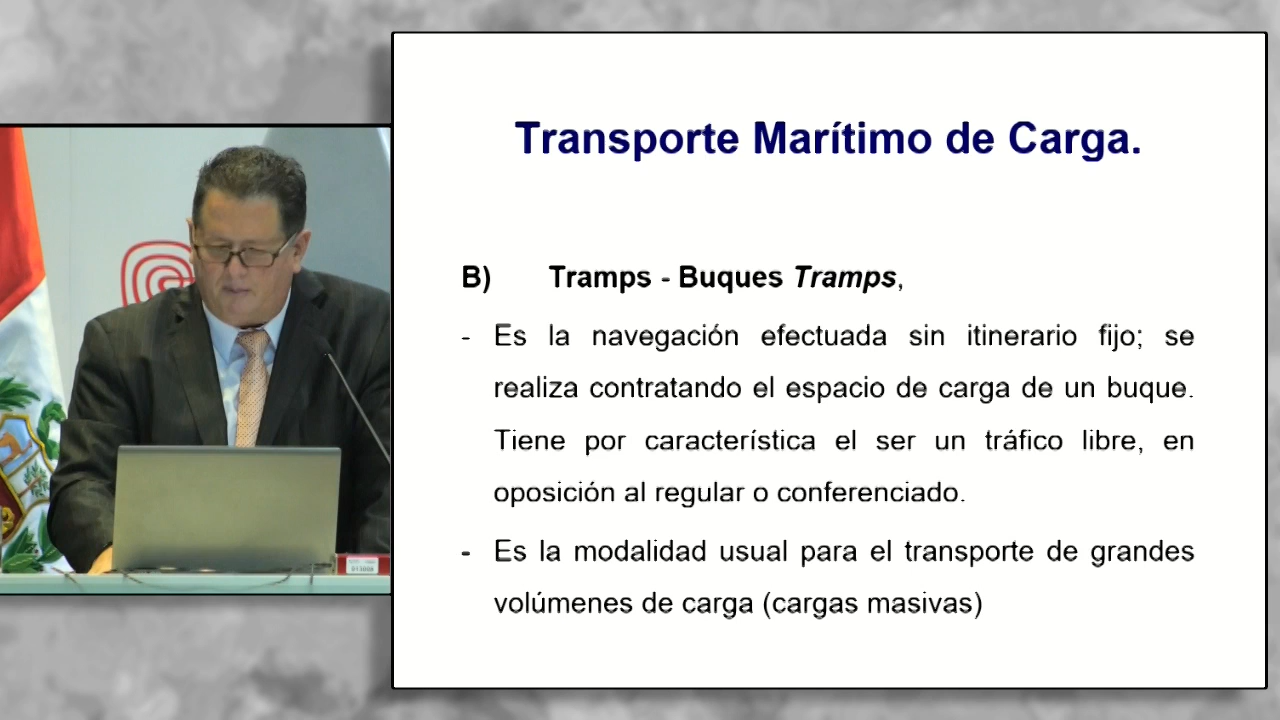 Transporte Marítimo de Carga.
B) Tramps - Buques Tramps,
- Es la navegación efectuada sin itinerario fijo; se
realiza contratando el espacio de carga de un buque.
Tiene por característica el ser un tráfico libre, en
oposición al regular o conferenciado.
- Es la modalidad usual para el transporte de grandes
volúmenes de carga (cargas masivas)